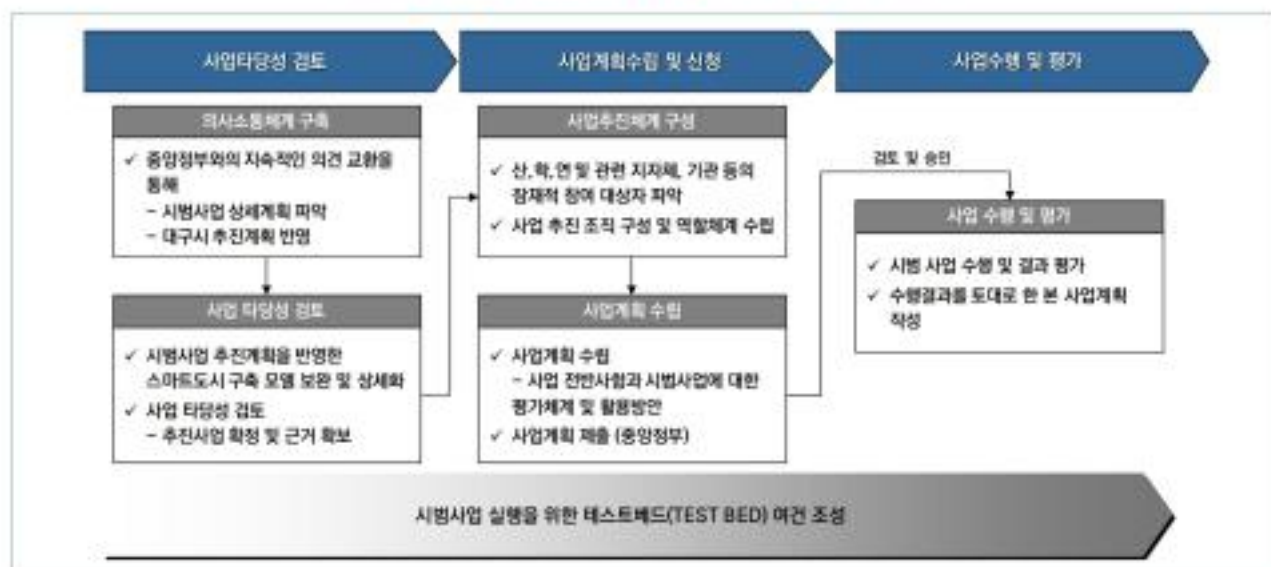 사업타당성 검토
사업계획수립 및 신청
사업수행 및 평가
의사소통체계 구축
✓ 중앙정부와의 지속적인 의견 교환을
통해
- 시범사업 상세계획 파악
- 대구시 추진계획 반영
사업 타당성 검토
✓ 시범사업 추진계획을 반영한
스마트도시 구축 모델 보완 및 상세화
✓ 사업 타당성 검토
- 추진사업 확정 및 근거 확보
사업추진체계 구성
✓ 산,학,연 및 관련 지자체, 기관 등의
잠재적 참여 대상자 파악
✓ 사업 추진 조직 구성 및 역할체계 수립
사업계획 수립
✓ 사업계획 수립
- 사업 전반사항과 시범사업에 대한
평가체계 및 활용방안
✓ 사업계획 제출 (중앙정부)
검토 및 승인
사업 수행 및 평가
✓ 시범 사업 수행 및 결과 평가
✓ 수행결과를 토대로 한 본 사업계획
작성
시범사업 실행을 위한 테스트베드(TEST BED) 여건 조성